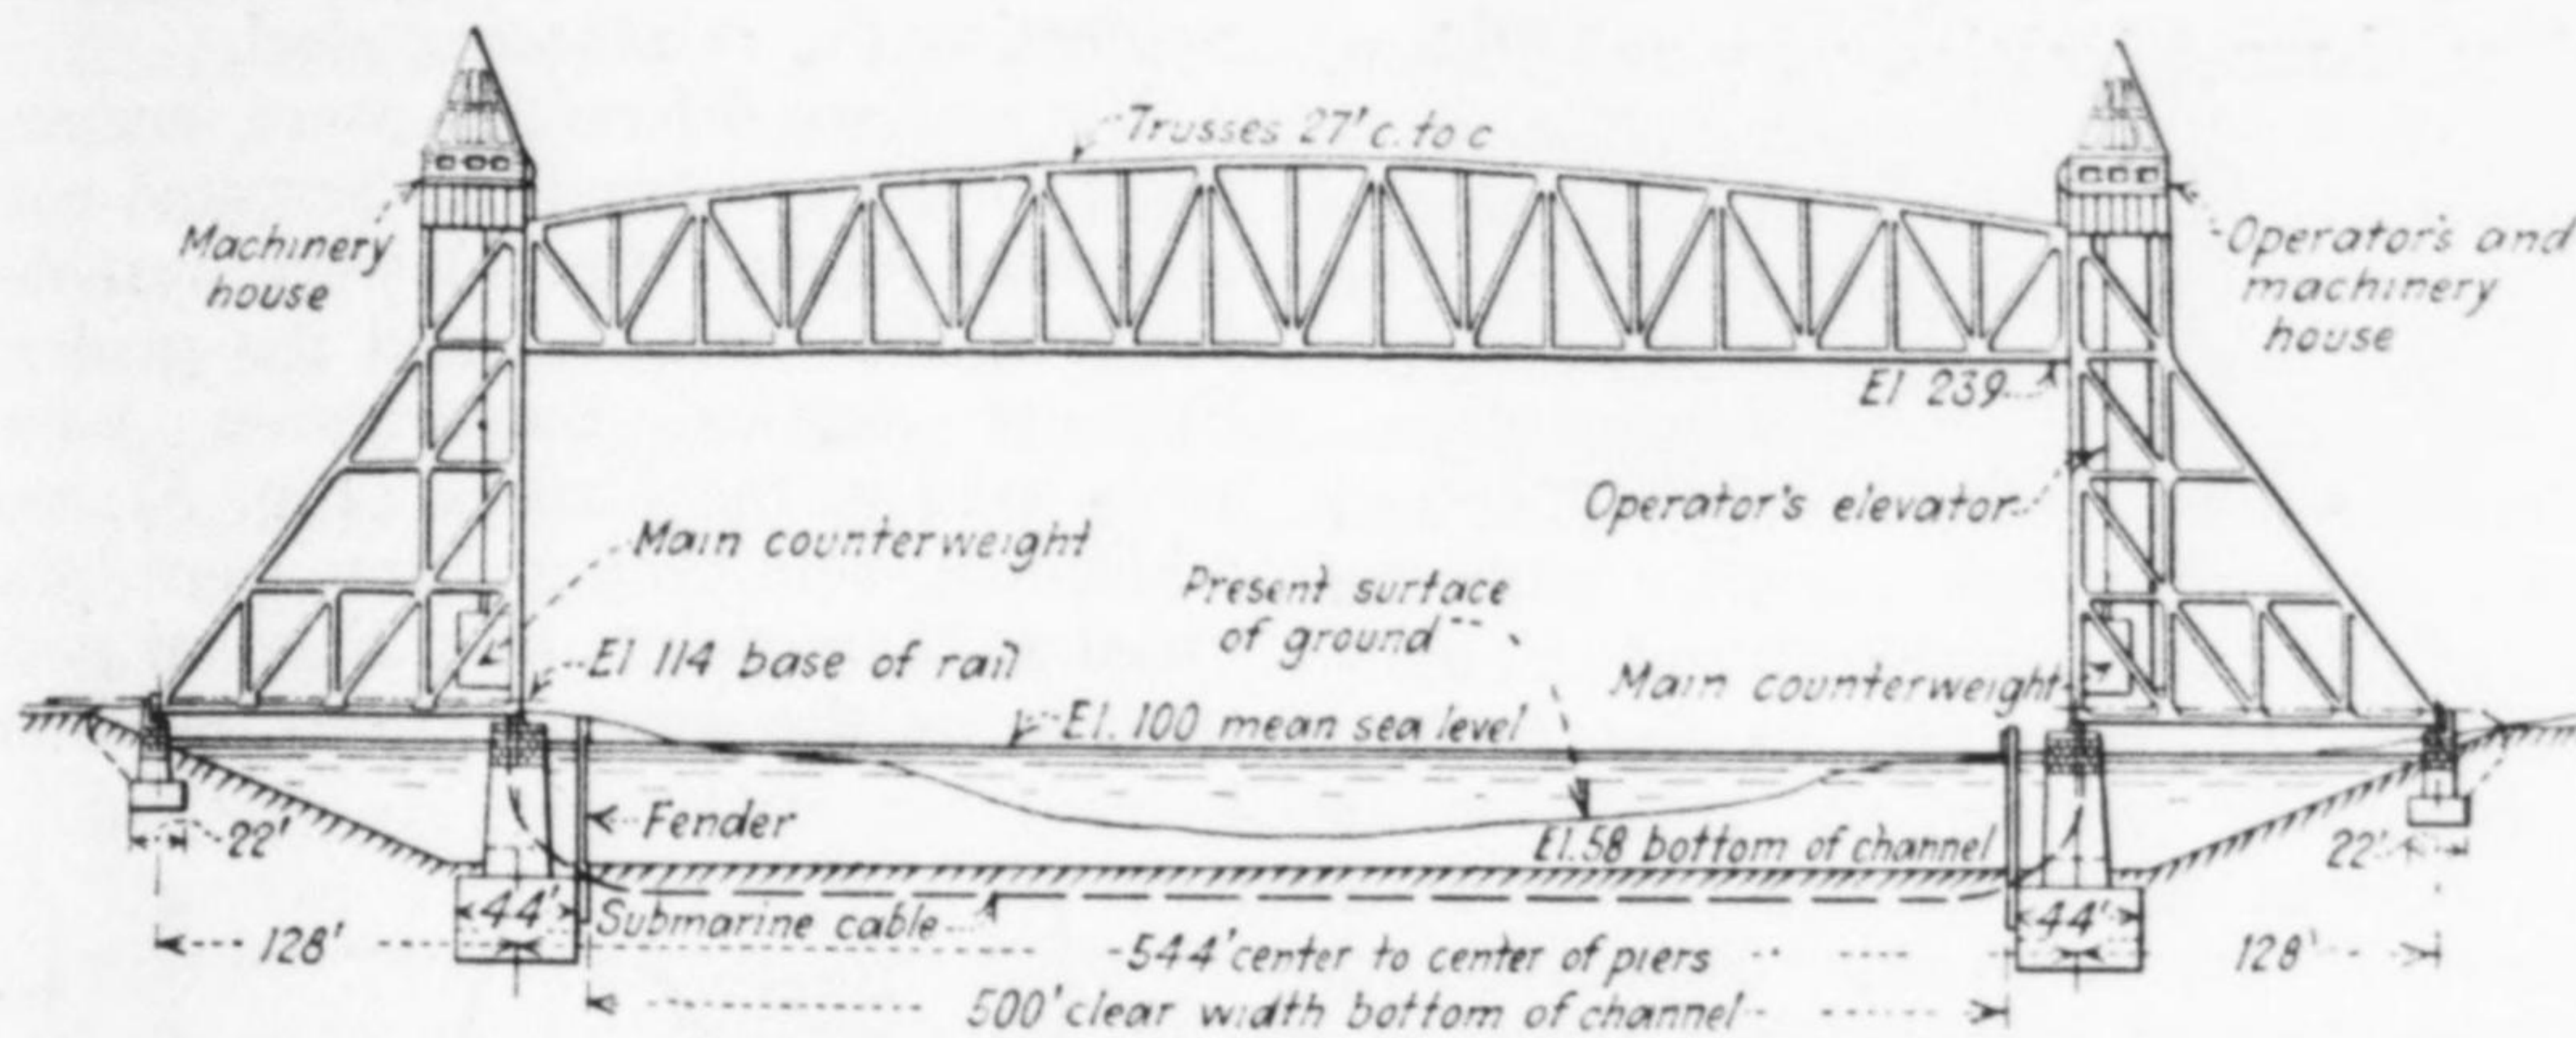 Trusses 27' c. to c
Machinery
house
Operator's and
machinery
house
El 239
Operator's elevator
Main counterweight
Present surface
of ground
El 114 base of rail
Main counterweight
El. 100 mean sea level
Fender
El. 58 bottom of channel
22'
22'
44'
Submarine cable
44'
128'
544' center to center of piers
128'
500' clear width bottom of channel